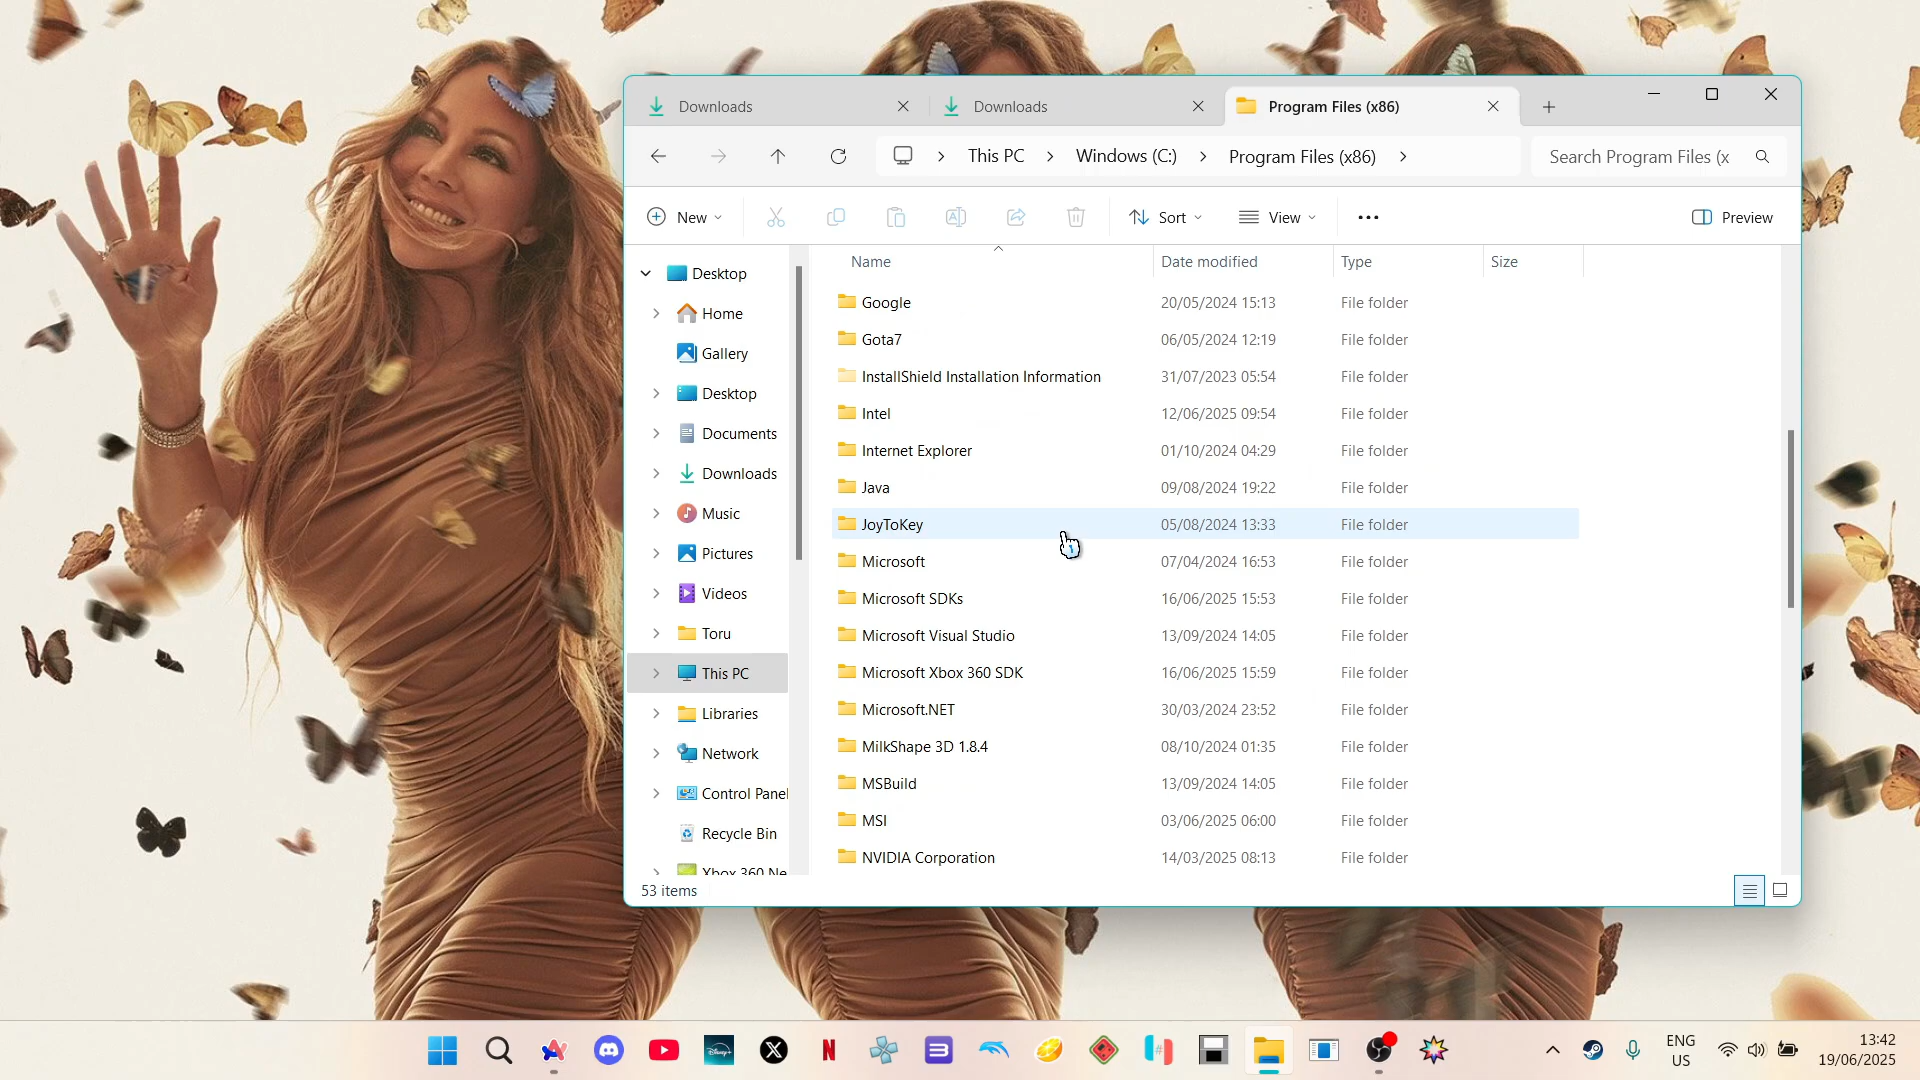 Downloads
Downloads
Program Files (x86)
This PC
Windows (C:)
Program Files (x86)
Search Program Files (x
New
Sort
View
Preview
Name
Date modified
Type
Size
Desktop
Home
Gallery
Desktop
Documents
Downloads
Music
Pictures
Videos
Toru
This PC
Libraries
Network
Control Panel
Recycle Bin
Xbox 360 Ne
Google 20/05/2024 15:13 File folder
Gota7 06/05/2024 12:19 File folder
InstallShield Installation Information 31/07/2023 05:54 File folder
Intel 12/06/2025 09:54 File folder
Internet Explorer 01/10/2024 04:29 File folder
Java 09/08/2024 19:22 File folder
JoyToKey 05/08/2024 13:33 File folder
Microsoft 07/04/2024 16:53 File folder
Microsoft SDKs 16/06/2025 15:53 File folder
Microsoft Visual Studio 13/09/2024 14:05 File folder
Microsoft Xbox 360 SDK 16/06/2025 15:59 File folder
Microsoft.NET 30/03/2024 23:52 File folder
MilkShape 3D 1.8.4 08/10/2024 01:35 File folder
MSBuild 13/09/2024 14:05 File folder
MSI 03/06/2025 06:00 File folder
NVIDIA Corporation 14/03/2025 08:13 File folder
53 items
Disney+
ENG
US
13:42
19/06/2025